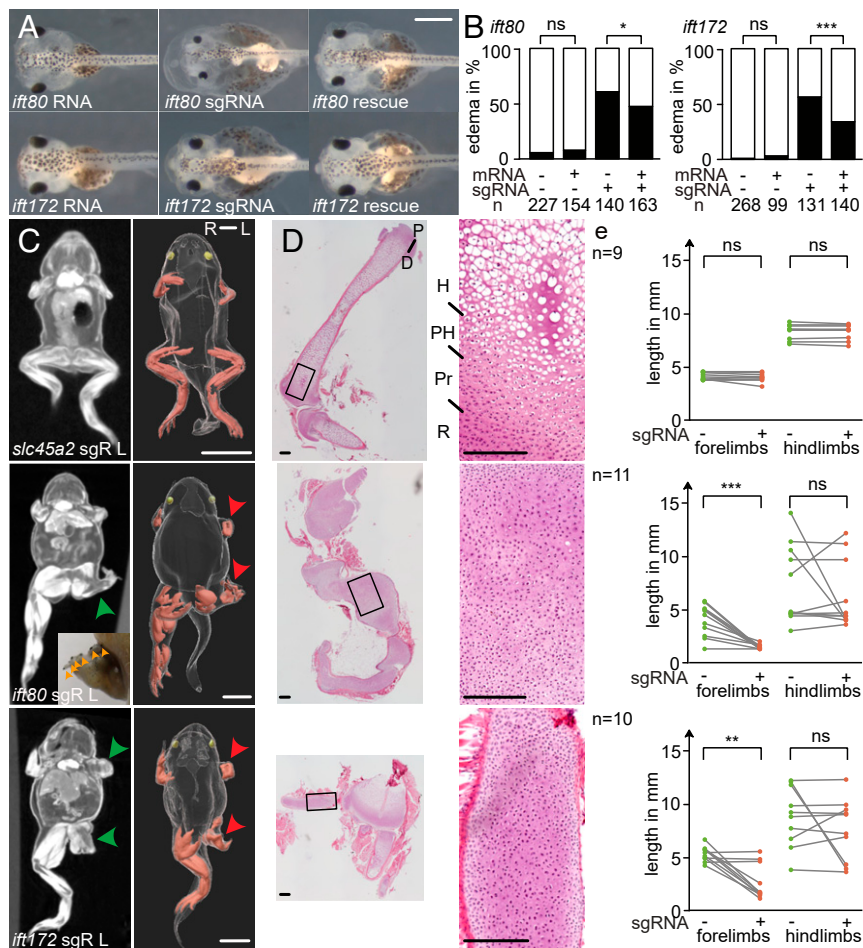 A
ift80 RNA
ift80 sgRNA
ift80 rescue
ift172 RNA
ift172 sgRNA
ift172 rescue
B
ift80
ns
*
edema in %
100
50
0
mRNA - + - +
sgRNA - - + +
n 227 154 140 163
ift172
ns
***
edema in %
100
50
0
mRNA - + - +
sgRNA - - + +
n 268 99 131 140
C
R L
slc45a2 sgR L
ift80 sgR L
ift172 sgR L
D
P
D
H
PH
Pr
R
e
n=9
ns
ns
length in mm
15
10
5
0
sgRNA - + - +
forelimbs hindlimbs
n=11
***
ns
length in mm
15
10
5
0
sgRNA - + - +
forelimbs hindlimbs
n=10
**
ns
length in mm
15
10
5
0
sgRNA - + - +
forelimbs hindlimbs